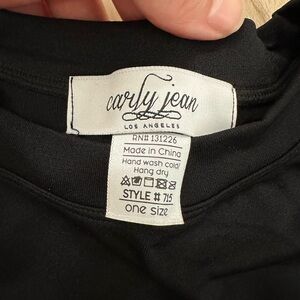 carly jean
LOS ANGELES
RN# 131226
Made in China
Hand wash cold/
Hang dry
STYLE # 715
one size